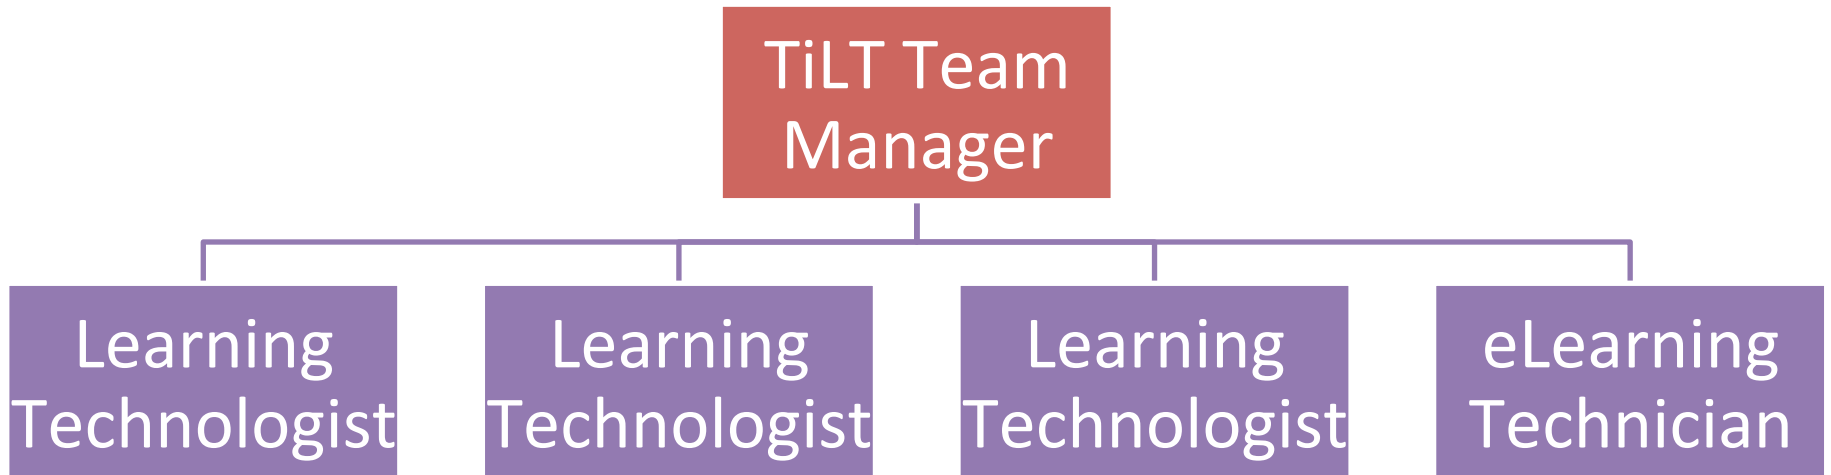 TiLT Team
Manager
Learning
Technologist
Learning
Technologist
Learning
Technologist
eLearning
Technician